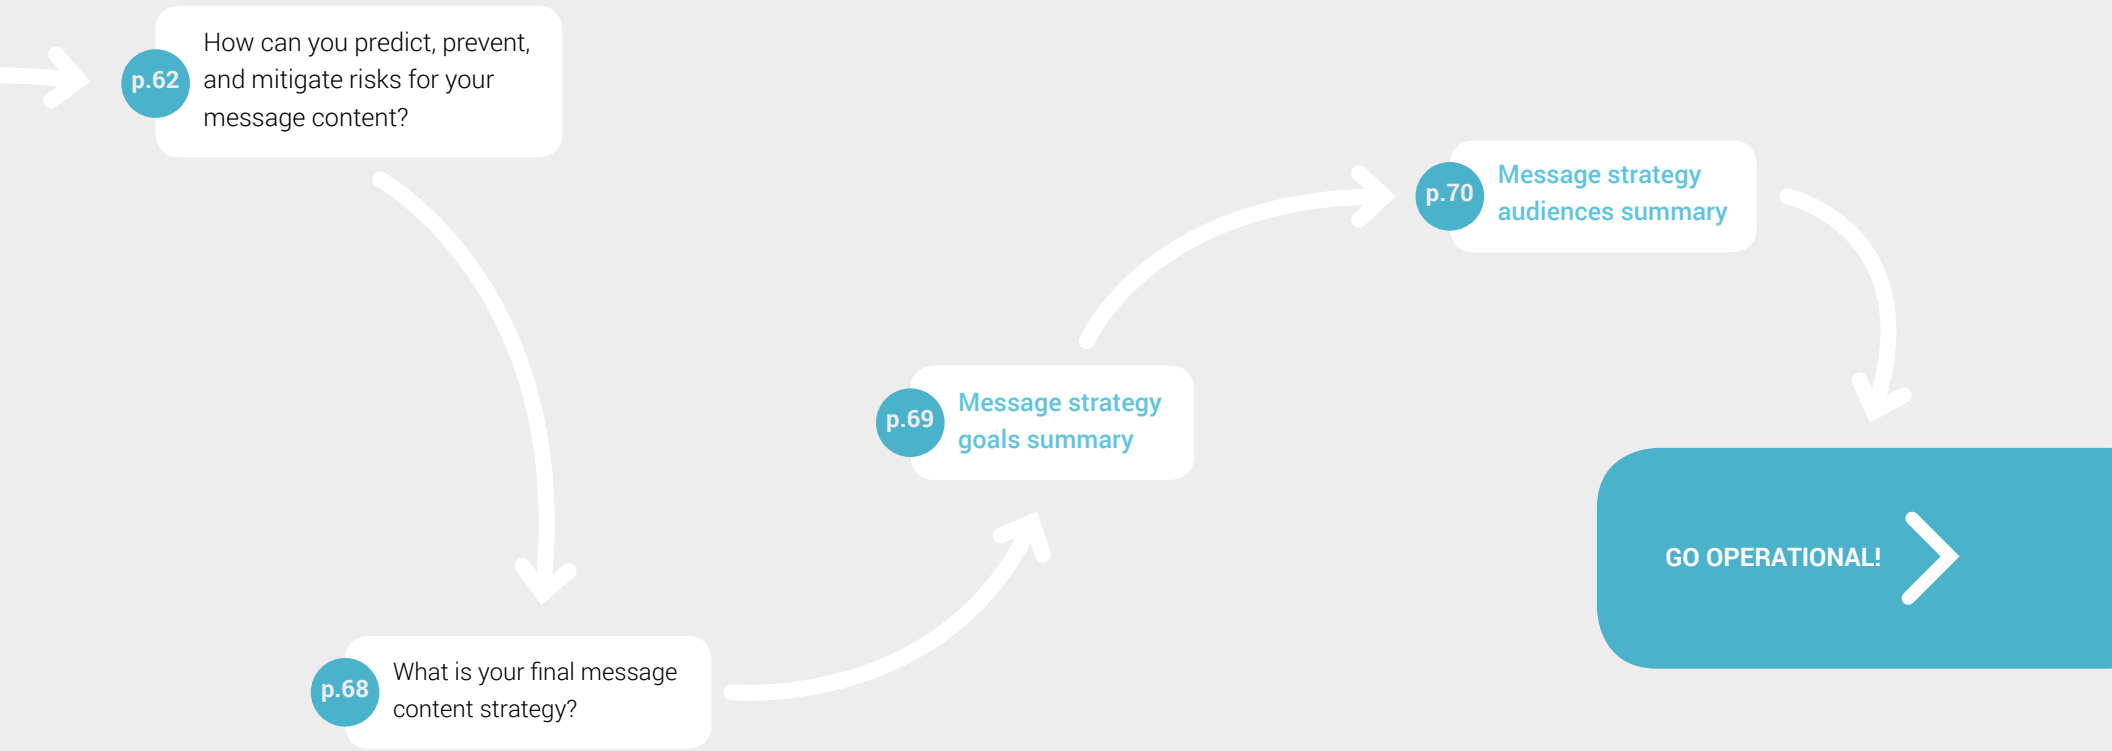 p.62
How can you predict, prevent,
and mitigate risks for your
message content?
p.68
What is your final message
content strategy?
p.69
Message strategy
goals summary
p.70
Message strategy
audiences summary
GO OPERATIONAL!